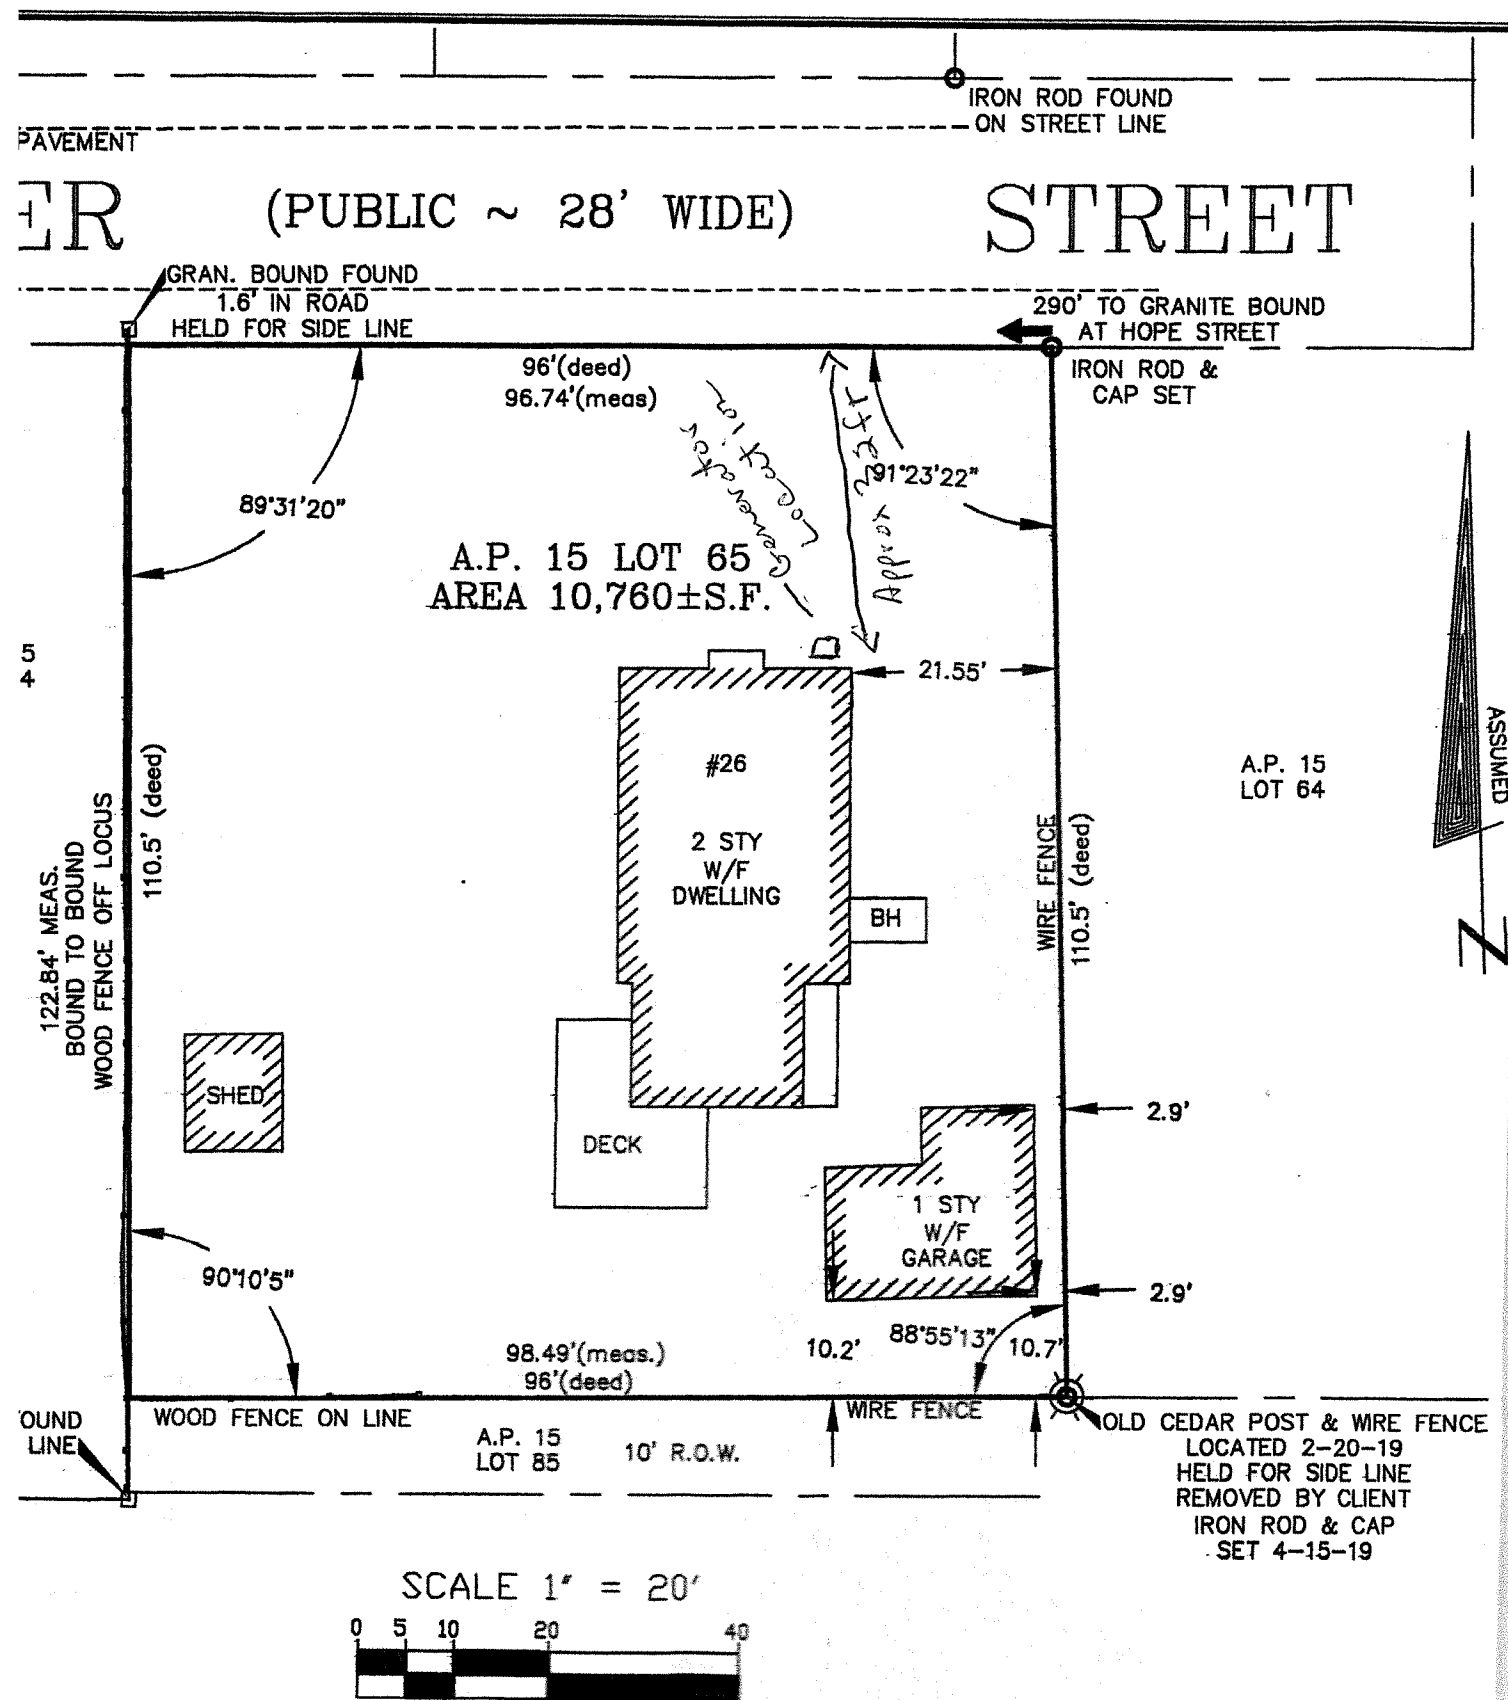 IRON ROD FOUND
ON STREET LINE
PAVEMENT
ER (PUBLIC ~ 28' WIDE) STREET
GRAN. BOUND FOUND
1.6' IN ROAD
HELD FOR SIDE LINE
290' TO GRANITE BOUND
AT HOPE STREET
IRON ROD &
CAP SET
96'(deed)
96.74'(meas)
Generator
Location
Approx 33ft
91°23'22"
89°31'20"
A.P. 15 LOT 65
AREA 10,760±S.F.
5
4
21.55'
#26
2 STY
W/F
DWELLING
BH
A.P. 15
LOT 64
ASSUMED
N
122.84' MEAS.
BOUND TO BOUND
WOOD FENCE OFF LOCUS
110.5' (deed)
WIRE FENCE
110.5' (deed)
SHED
DECK
2.9'
1 STY
W/F
GARAGE
2.9'
90°10'5"
88°55'13"
10.2'
10.7'
98.49'(meas.)
96'(deed)
WOOD FENCE ON LINE
WIRE FENCE
OUND
LINE
A.P. 15
LOT 85
10' R.O.W.
OLD CEDAR POST & WIRE FENCE
LOCATED 2-20-19
HELD FOR SIDE LINE
REMOVED BY CLIENT
IRON ROD & CAP
SET 4-15-19
SCALE 1" = 20'
0 5 10 20 40